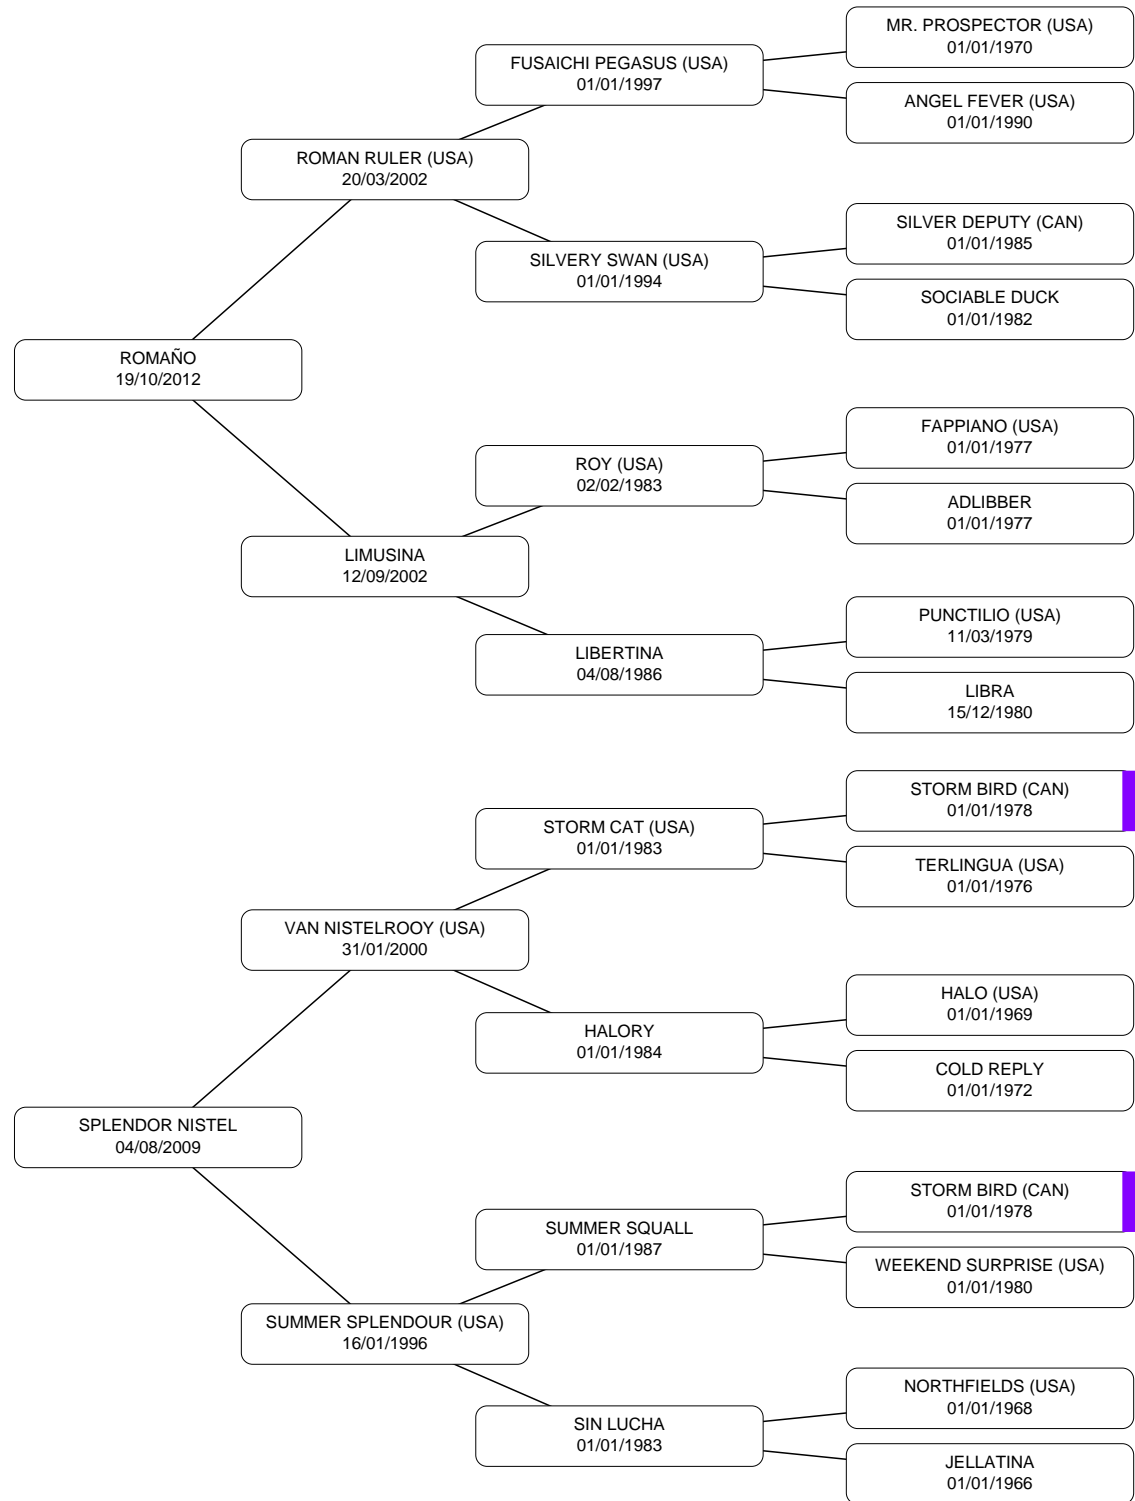 MR. PROSPECTOR (USA)
01/01/1970
FUSAICHI PEGASUS (USA)
01/01/1997
ANGEL FEVER (USA)
01/01/1990
ROMAN RULER (USA)
20/03/2002
SILVER DEPUTY (CAN)
01/01/1985
SILVERY SWAN (USA)
01/01/1994
SOCIABLE DUCK
01/01/1982
ROMAÑO
19/10/2012
FAPPIANO (USA)
01/01/1977
ROY (USA)
02/02/1983
ADLIBBER
01/01/1977
LIMUSINA
12/09/2002
PUNCTILIO (USA)
11/03/1979
LIBERTINA
04/08/1986
LIBRA
15/12/1980
STORM BIRD (CAN)
01/01/1978
STORM CAT (USA)
01/01/1983
TERLINGUA (USA)
01/01/1976
VAN NISTELROOY (USA)
31/01/2000
HALO (USA)
01/01/1969
HALORY
01/01/1984
COLD REPLY
01/01/1972
SPLENDOR NISTEL
04/08/2009
STORM BIRD (CAN)
01/01/1978
SUMMER SQUALL
01/01/1987
WEEKEND SURPRISE (USA)
01/01/1980
SUMMER SPLENDOUR (USA)
16/01/1996
NORTHFIELDS (USA)
01/01/1968
SIN LUCHA
01/01/1983
JELLATINA
01/01/1966